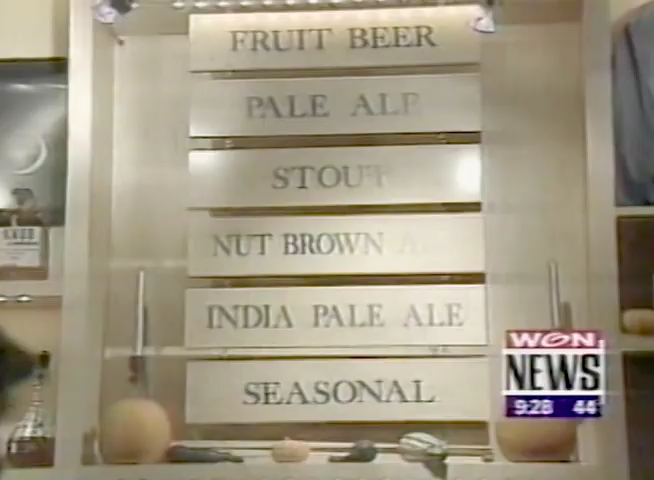 FRUIT BEER
PALE ALE
STOUT
NUT BROWN A
INDIA PALE ALE
SEASONAL
WGN
NEWS
9:28 44